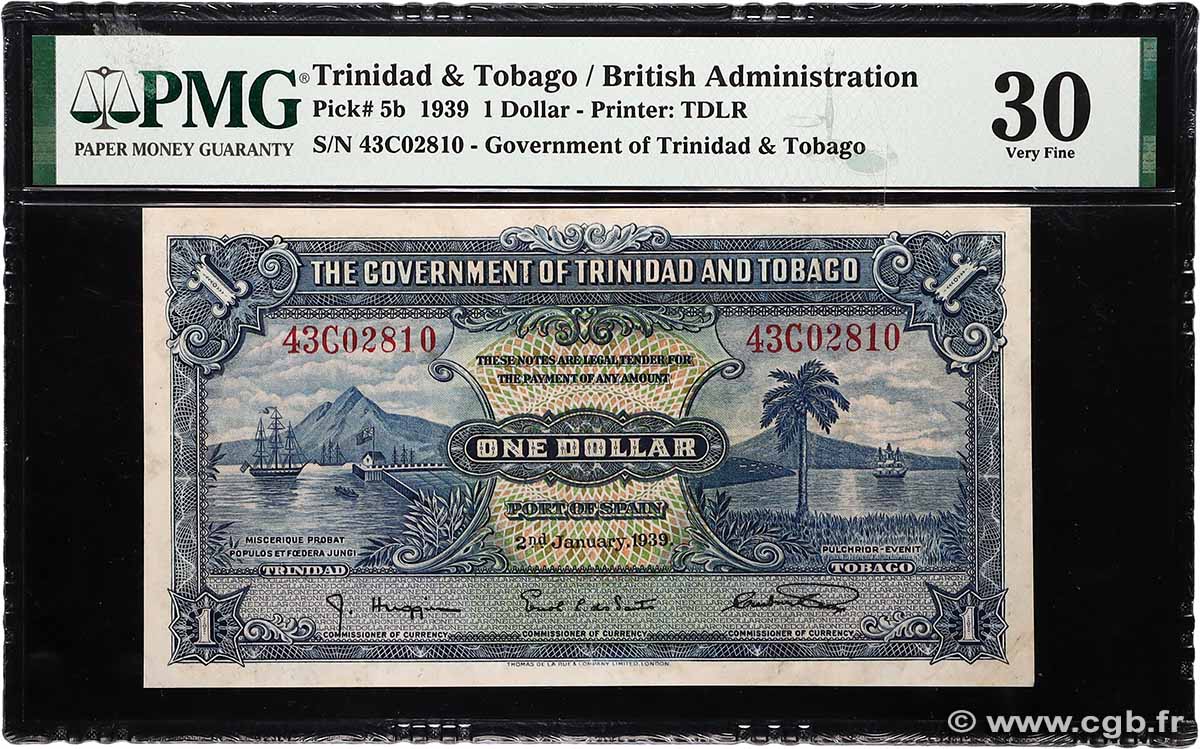 PMG®
PAPER MONEY GUARANTY
Trinidad & Tobago / British Administration
Pick# 5b 1939 1 Dollar - Printer: TDLR
S/N 43C02810 - Government of Trinidad & Tobago
30
Very Fine
THE GOVERNMENT OF TRINIDAD AND TOBAGO
43C02810 43C02810
THESE NOTES ARE LEGAL TENDER FOR
THE PAYMENT OF ANY AMOUNT
ONE DOLLAR
PORT OF SPAIN
2nd January, 1939.
MISCERIQUE PROBAT
POPULOS ET FŒDERA JUNGI
TRINIDAD
PULCHRIOR-EVENIT
TOBAGO
1 J. Huggins 1
COMMISSIONER OF CURRENCY COMMISSIONER OF CURRENCY COMMISSIONER OF CURRENCY
THOMAS DE LA RUE & COMPANY, LIMITED, LONDON.
© www.cgb.fr